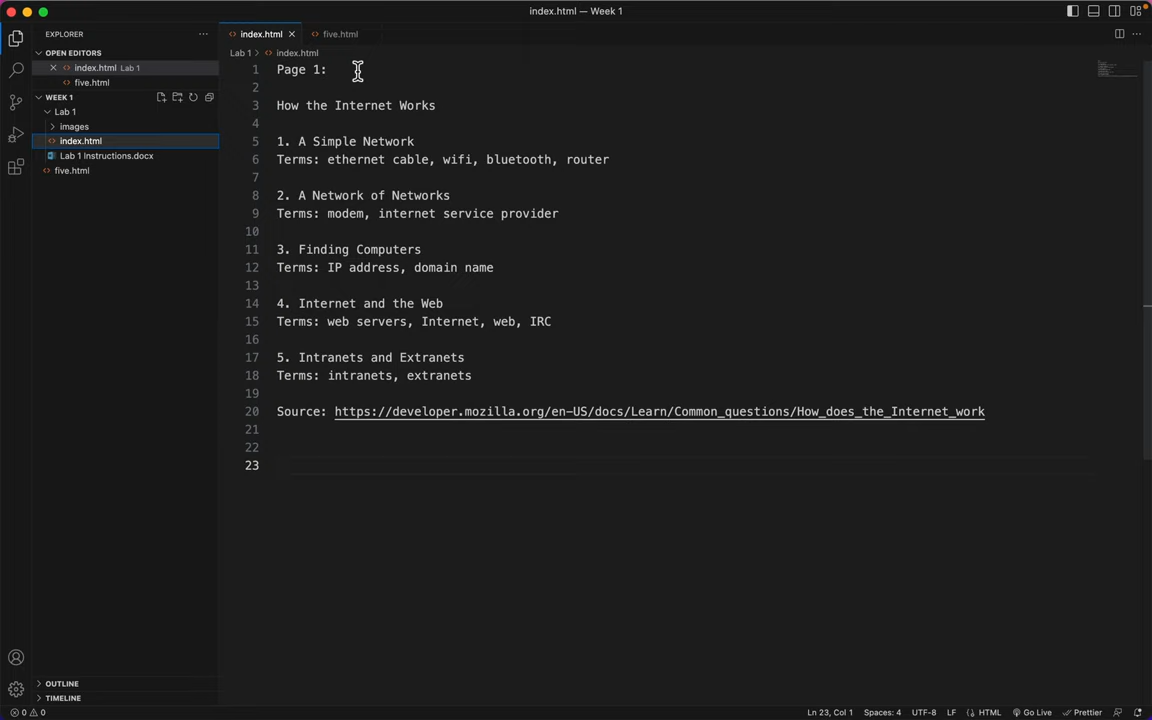 index.html — Week 1
EXPLORER
OPEN EDITORS
index.html Lab 1
five.html
WEEK 1
Lab 1
images
index.html
Lab 1 Instructions.docx
five.html
OUTLINE
TIMELINE
index.html
five.html
Lab 1 > index.html
1 Page 1:
2
3 How the Internet Works
4
5 1. A Simple Network
6 Terms: ethernet cable, wifi, bluetooth, router
7
8 2. A Network of Networks
9 Terms: modem, internet service provider
10
11 3. Finding Computers
12 Terms: IP address, domain name
13
14 4. Internet and the Web
15 Terms: web servers, Internet, web, IRC
16
17 5. Intranets and Extranets
18 Terms: intranets, extranets
19
20 Source: https://developer.mozilla.org/en-US/docs/Learn/Common_questions/How_does_the_Internet_work
21
22
23
0 0 Ln 23, Col 1 Spaces: 4 UTF-8 LF HTML Go Live Prettier